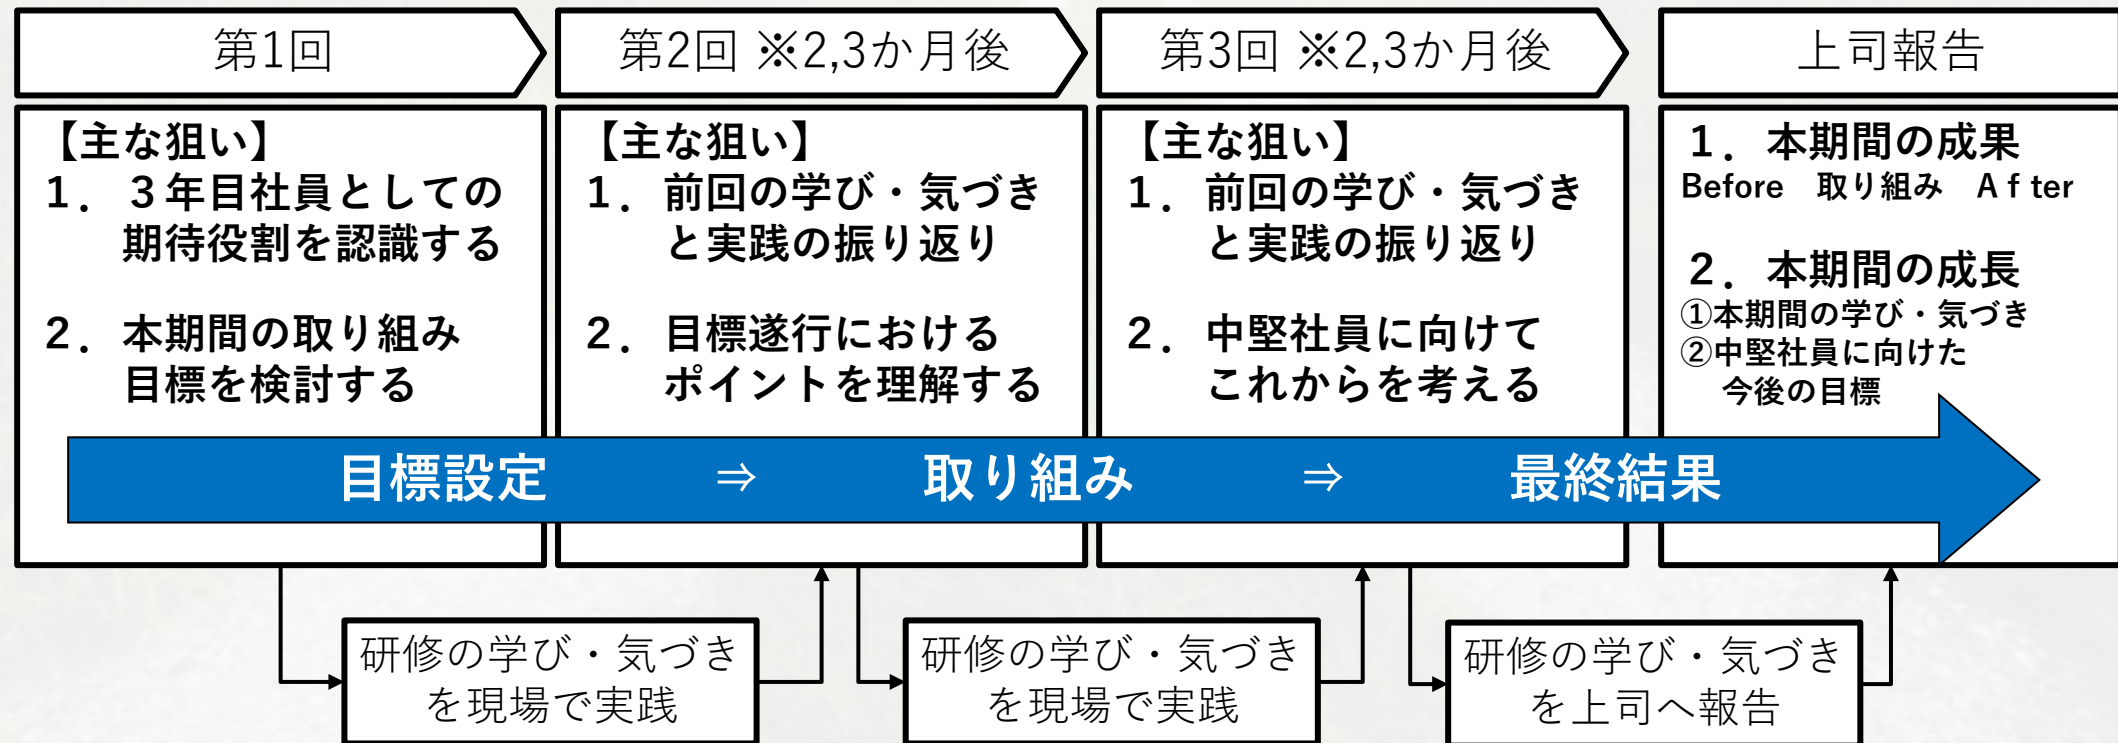 第1回
第2回 ※2,3か月後
第3回 ※2,3か月後
上司報告
【主な狙い】
1．３年目社員としての
期待役割を認識する
2．本期間の取り組み
目標を検討する
【主な狙い】
1．前回の学び・気づき
と実践の振り返り
2．目標遂行における
ポイントを理解する
【主な狙い】
1．前回の学び・気づき
と実践の振り返り
2．中堅社員に向けて
これからを考える
１．本期間の成果
Before　取り組み　Ａｆter
２．本期間の成長
①本期間の学び・気づき
②中堅社員に向けた
今後の目標
目標設定　⇒　取り組み　⇒　最終結果
研修の学び・気づき
を現場で実践
研修の学び・気づき
を現場で実践
研修の学び・気づき
を上司へ報告